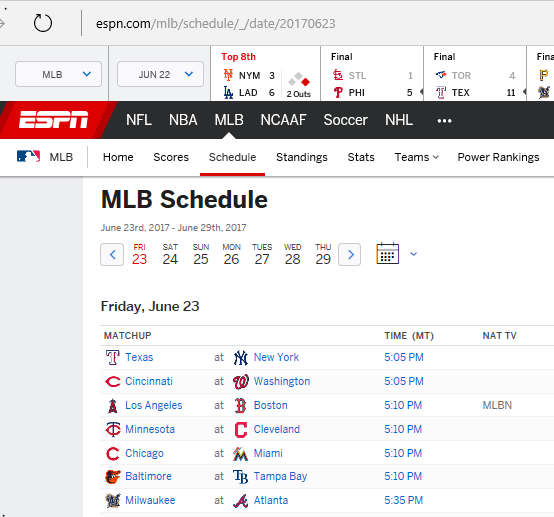 espn.com/mlb/schedule/_/date/20170623
MLB JUN 22
Top 8th
NYM 3
LAD 6 2 Outs
Final
STL 1
PHI 5
Final
TOR 4
TEX 11
Fina
ESPN NFL NBA MLB NCAAF Soccer NHL •••
MLB Home Scores Schedule Standings Stats Teams Power Rankings
MLB Schedule
June 23rd, 2017 - June 29th, 2017
FRI SAT SUN MON TUES WED THU
23 24 25 26 27 28 29
Friday, June 23
MATCHUP TIME (MT) NAT TV
Texas at New York 5:05 PM
Cincinnati at Washington 5:05 PM
Los Angeles at Boston 5:10 PM MLBN
Minnesota at Cleveland 5:10 PM
Chicago at Miami 5:10 PM
Baltimore at Tampa Bay 5:10 PM
Milwaukee at Atlanta 5:35 PM